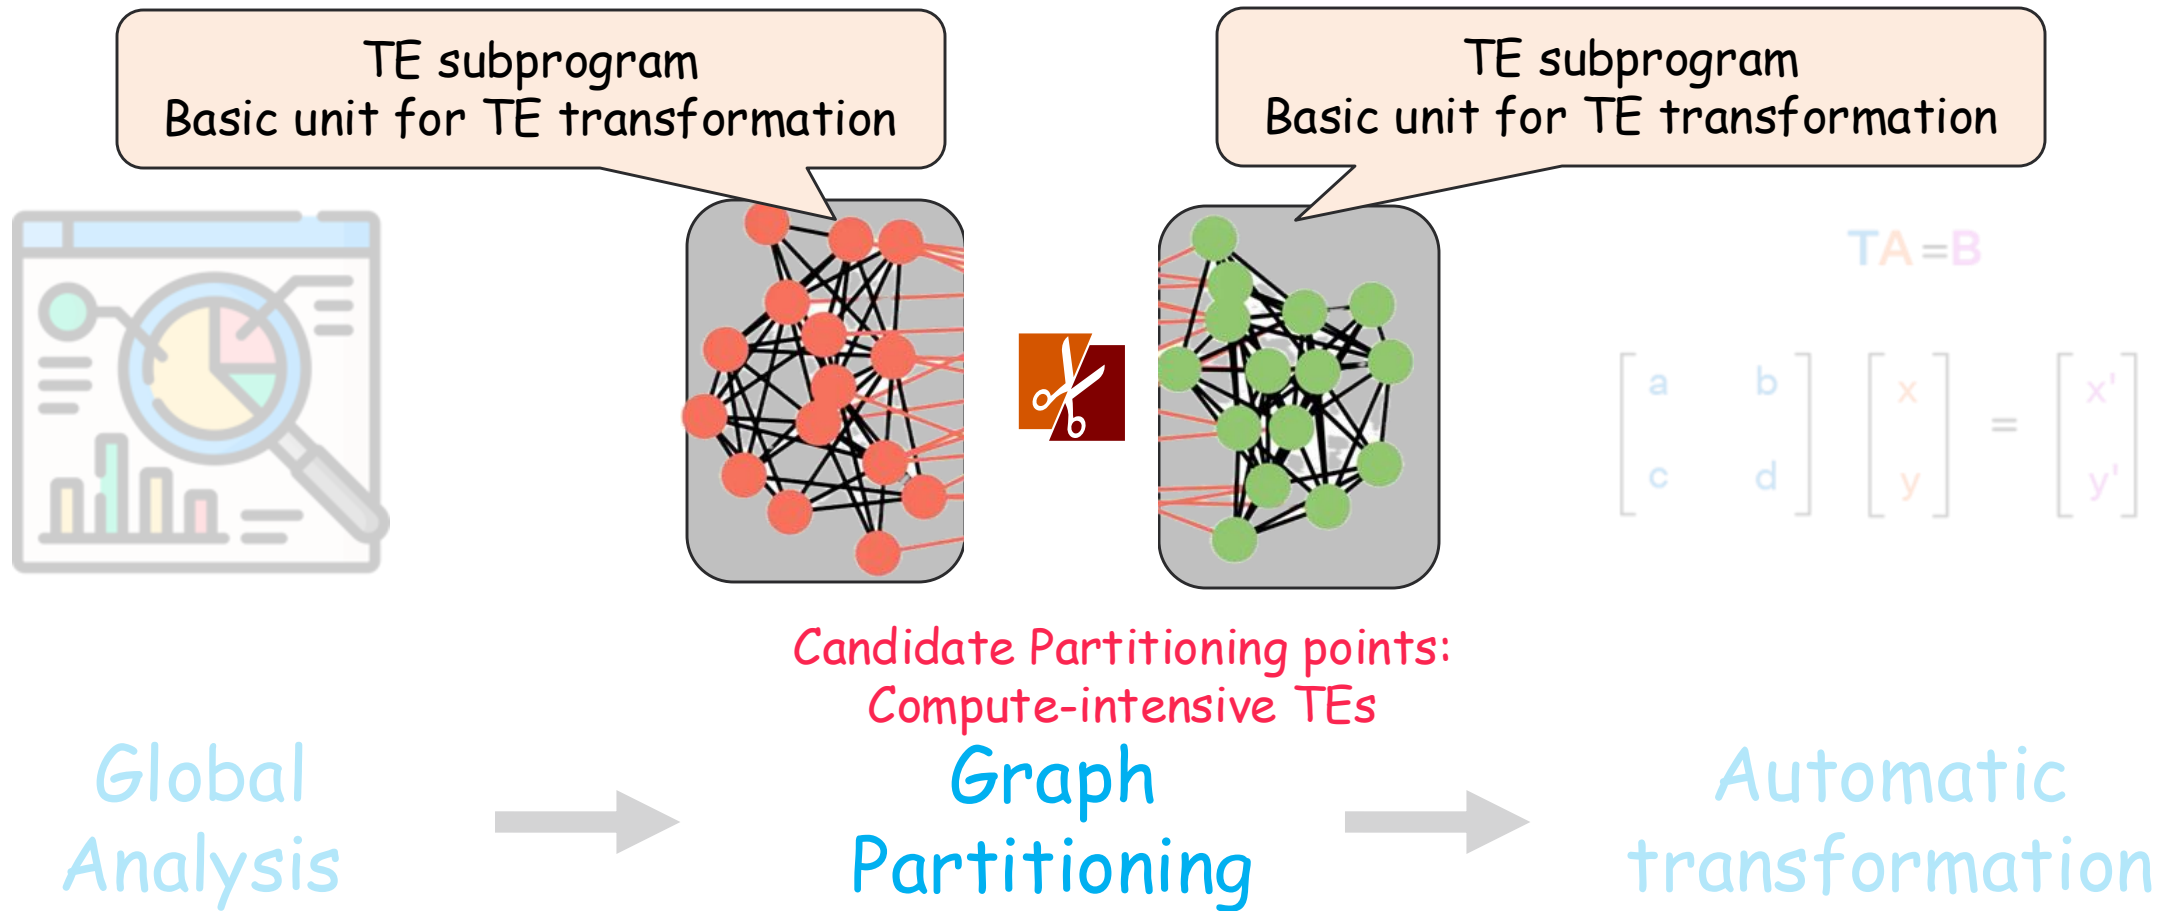 TE subprogram
Basic unit for TE transformation
TE subprogram
Basic unit for TE transformation
TA=B
a b x = x'
c d y y'
Candidate Partitioning points:
Compute-intensive TEs
Global
Analysis
Graph
Partitioning
Automatic
transformation